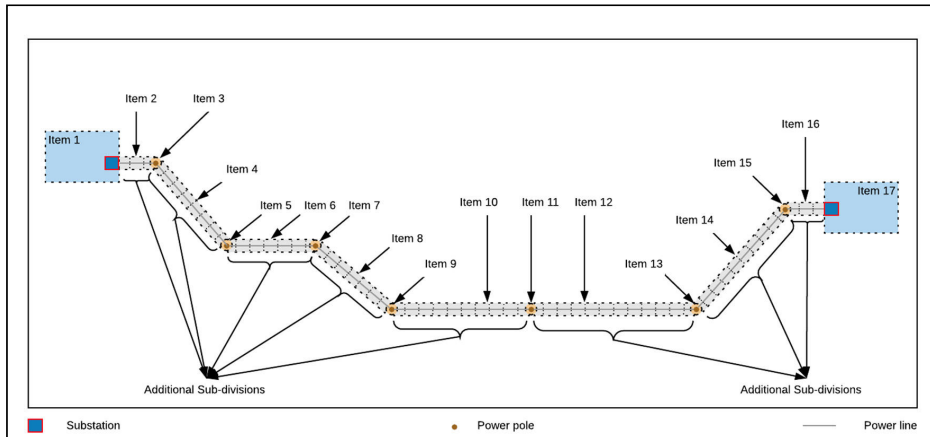 Item 2
Item 3
Item 16
Item 1
Item 15
Item 4
Item 17
Item 5
Item 6
Item 7
Item 10
Item 11
Item 12
Item 14
Item 8
Item 9
Item 13
Additional Sub-divisions
Additional Sub-divisions
Substation
Power pole
Power line